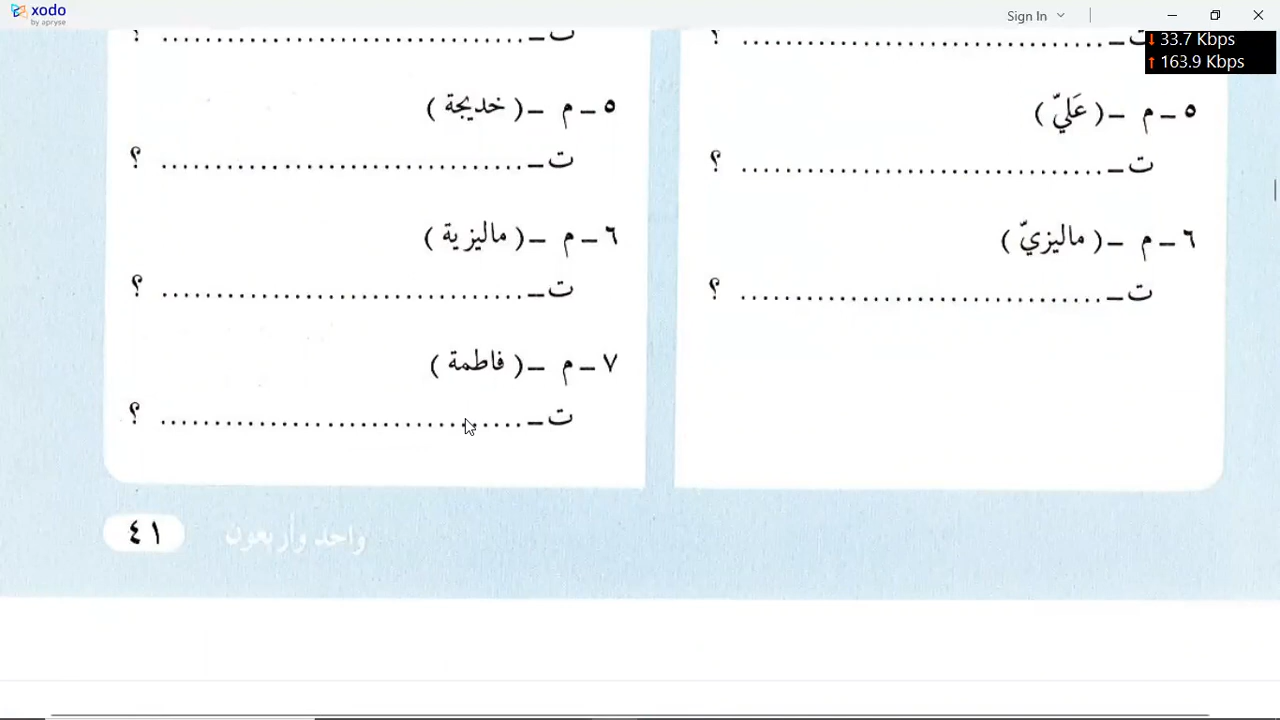 xodo
by apryse
Sign In
↓ 33.7 Kbps
↑ 163.9 Kbps
ت – ........................................ ؟
٥ – م – ( عَليّ )
ت – ........................................ ؟
٦ – م – ( ماليزيّ )
ت – ........................................ ؟
ت – ........................................ ؟
٥ – م – ( خديجة )
ت – ........................................ ؟
٦ – م – ( ماليزية )
ت – ........................................ ؟
٧ – م – ( فاطمة )
ت – ........................................ ؟
واحد وأربعون ٤١